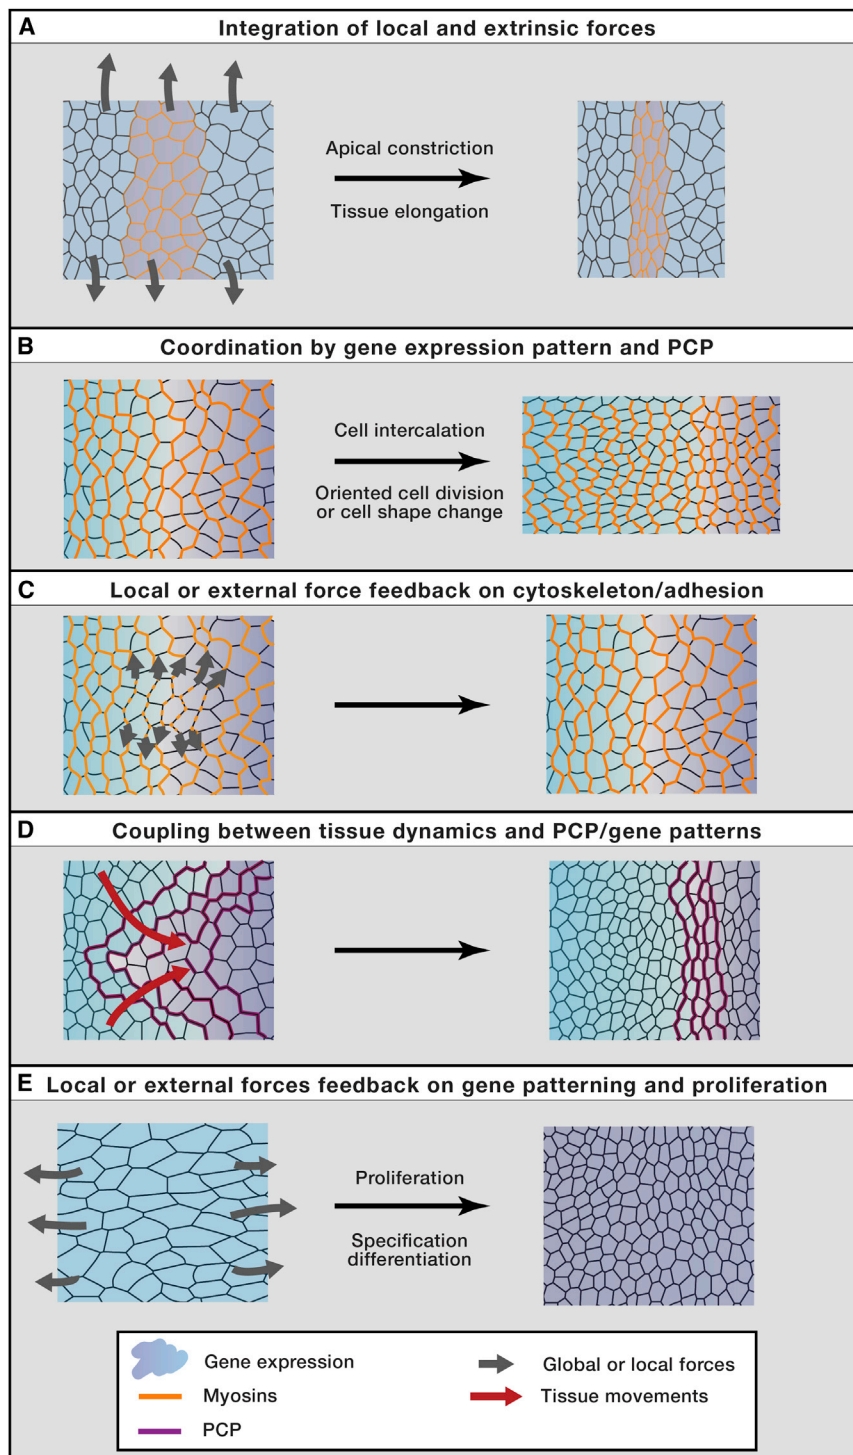 A Integration of local and extrinsic forces
Apical constriction
Tissue elongation
B Coordination by gene expression pattern and PCP
Cell intercalation
Oriented cell division
or cell shape change
C Local or external force feedback on cytoskeleton/adhesion
D Coupling between tissue dynamics and PCP/gene patterns
E Local or external forces feedback on gene patterning and proliferation
Proliferation
Specification
differentiation
Gene expression
Myosins
PCP
Global or local forces
Tissue movements